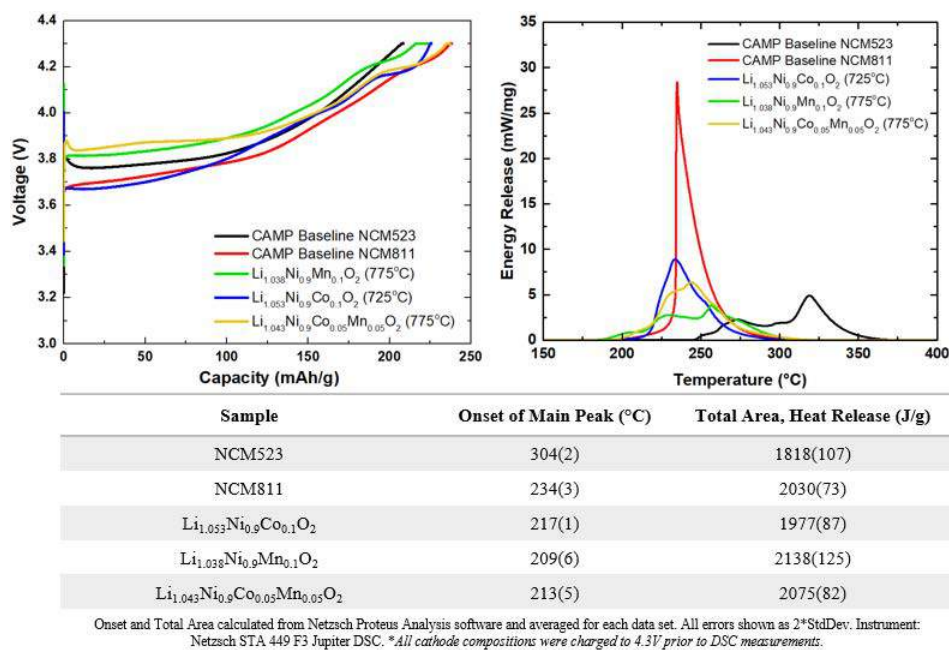 4.4
4.2
4.0
3.8
3.6
3.4
3.2
3.0
Voltage (V)
CAMP Baseline NCM523
CAMP Baseline NCM811
Li1.038Ni0.9Mn0.1O2 (775°C)
Li1.053Ni0.9Co0.1O2 (725°C)
Li1.043Ni0.9Co0.05Mn0.05O2 (775°C)
0 50 100 150 200 250
Capacity (mAh/g)
35
30
25
20
15
10
5
0
Energy Release (mW/mg)
CAMP Baseline NCM523
CAMP Baseline NCM811
Li1.053Ni0.9Co0.1O2 (725°C)
Li1.038Ni0.9Mn0.1O2 (775°C)
Li1.043Ni0.9Co0.05Mn0.05O2 (775°C)
150 200 250 300 350 400
Temperature (°C)
Sample Onset of Main Peak (°C) Total Area, Heat Release (J/g)
NCM523 304(2) 1818(107)
NCM811 234(3) 2030(73)
Li1.053Ni0.9Co0.1O2 217(1) 1977(87)
Li1.038Ni0.9Mn0.1O2 209(6) 2138(125)
Li1.043Ni0.9Co0.05Mn0.05O2 213(5) 2075(82)
Onset and Total Area calculated from Netzsch Proteus Analysis software and averaged for each data set. All errors shown as 2*StdDev. Instrument:
Netzsch STA 449 F3 Jupiter DSC. *All cathode compositions were charged to 4.3V prior to DSC measurements.